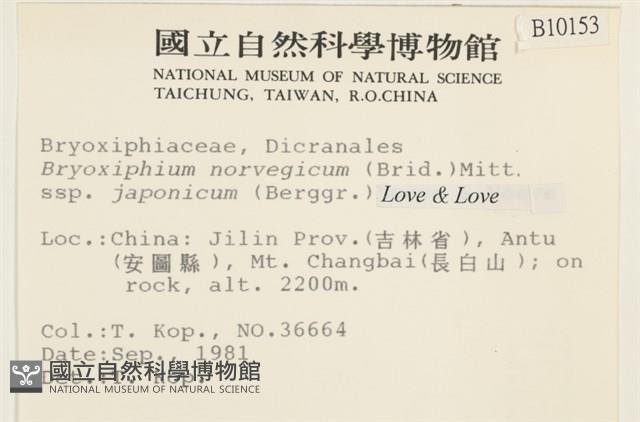 B10153
國立自然科學博物館
NATIONAL MUSEUM OF NATURAL SCIENCE
TAICHUNG, TAIWAN, R.O.CHINA
Bryoxiphiaceae, Dicranales
Bryoxiphium norvegicum (Brid.)Mitt.
ssp. japonicum (Berggr.) Love & Love
Loc.:China: Jilin Prov.(吉林省), Antu
(安圖縣), Mt. Changbai(長白山); on
rock, alt. 2200m.
Col.:T. Kop., NO.36664
Date:Sep., 1981
Det.:T. Kop.
國立自然科學博物館
NATIONAL MUSEUM OF NATURAL SCIENCE